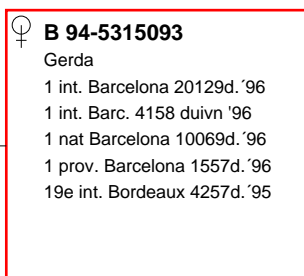 B 94-5315093
Gerda
1 int. Barcelona 20129d.´96
1 int. Barc. 4158 duivn '96
1 nat Barcelona 10069d.´96
1 prov. Barcelona 1557d.´96
19e int. Bordeaux 4257d.´95